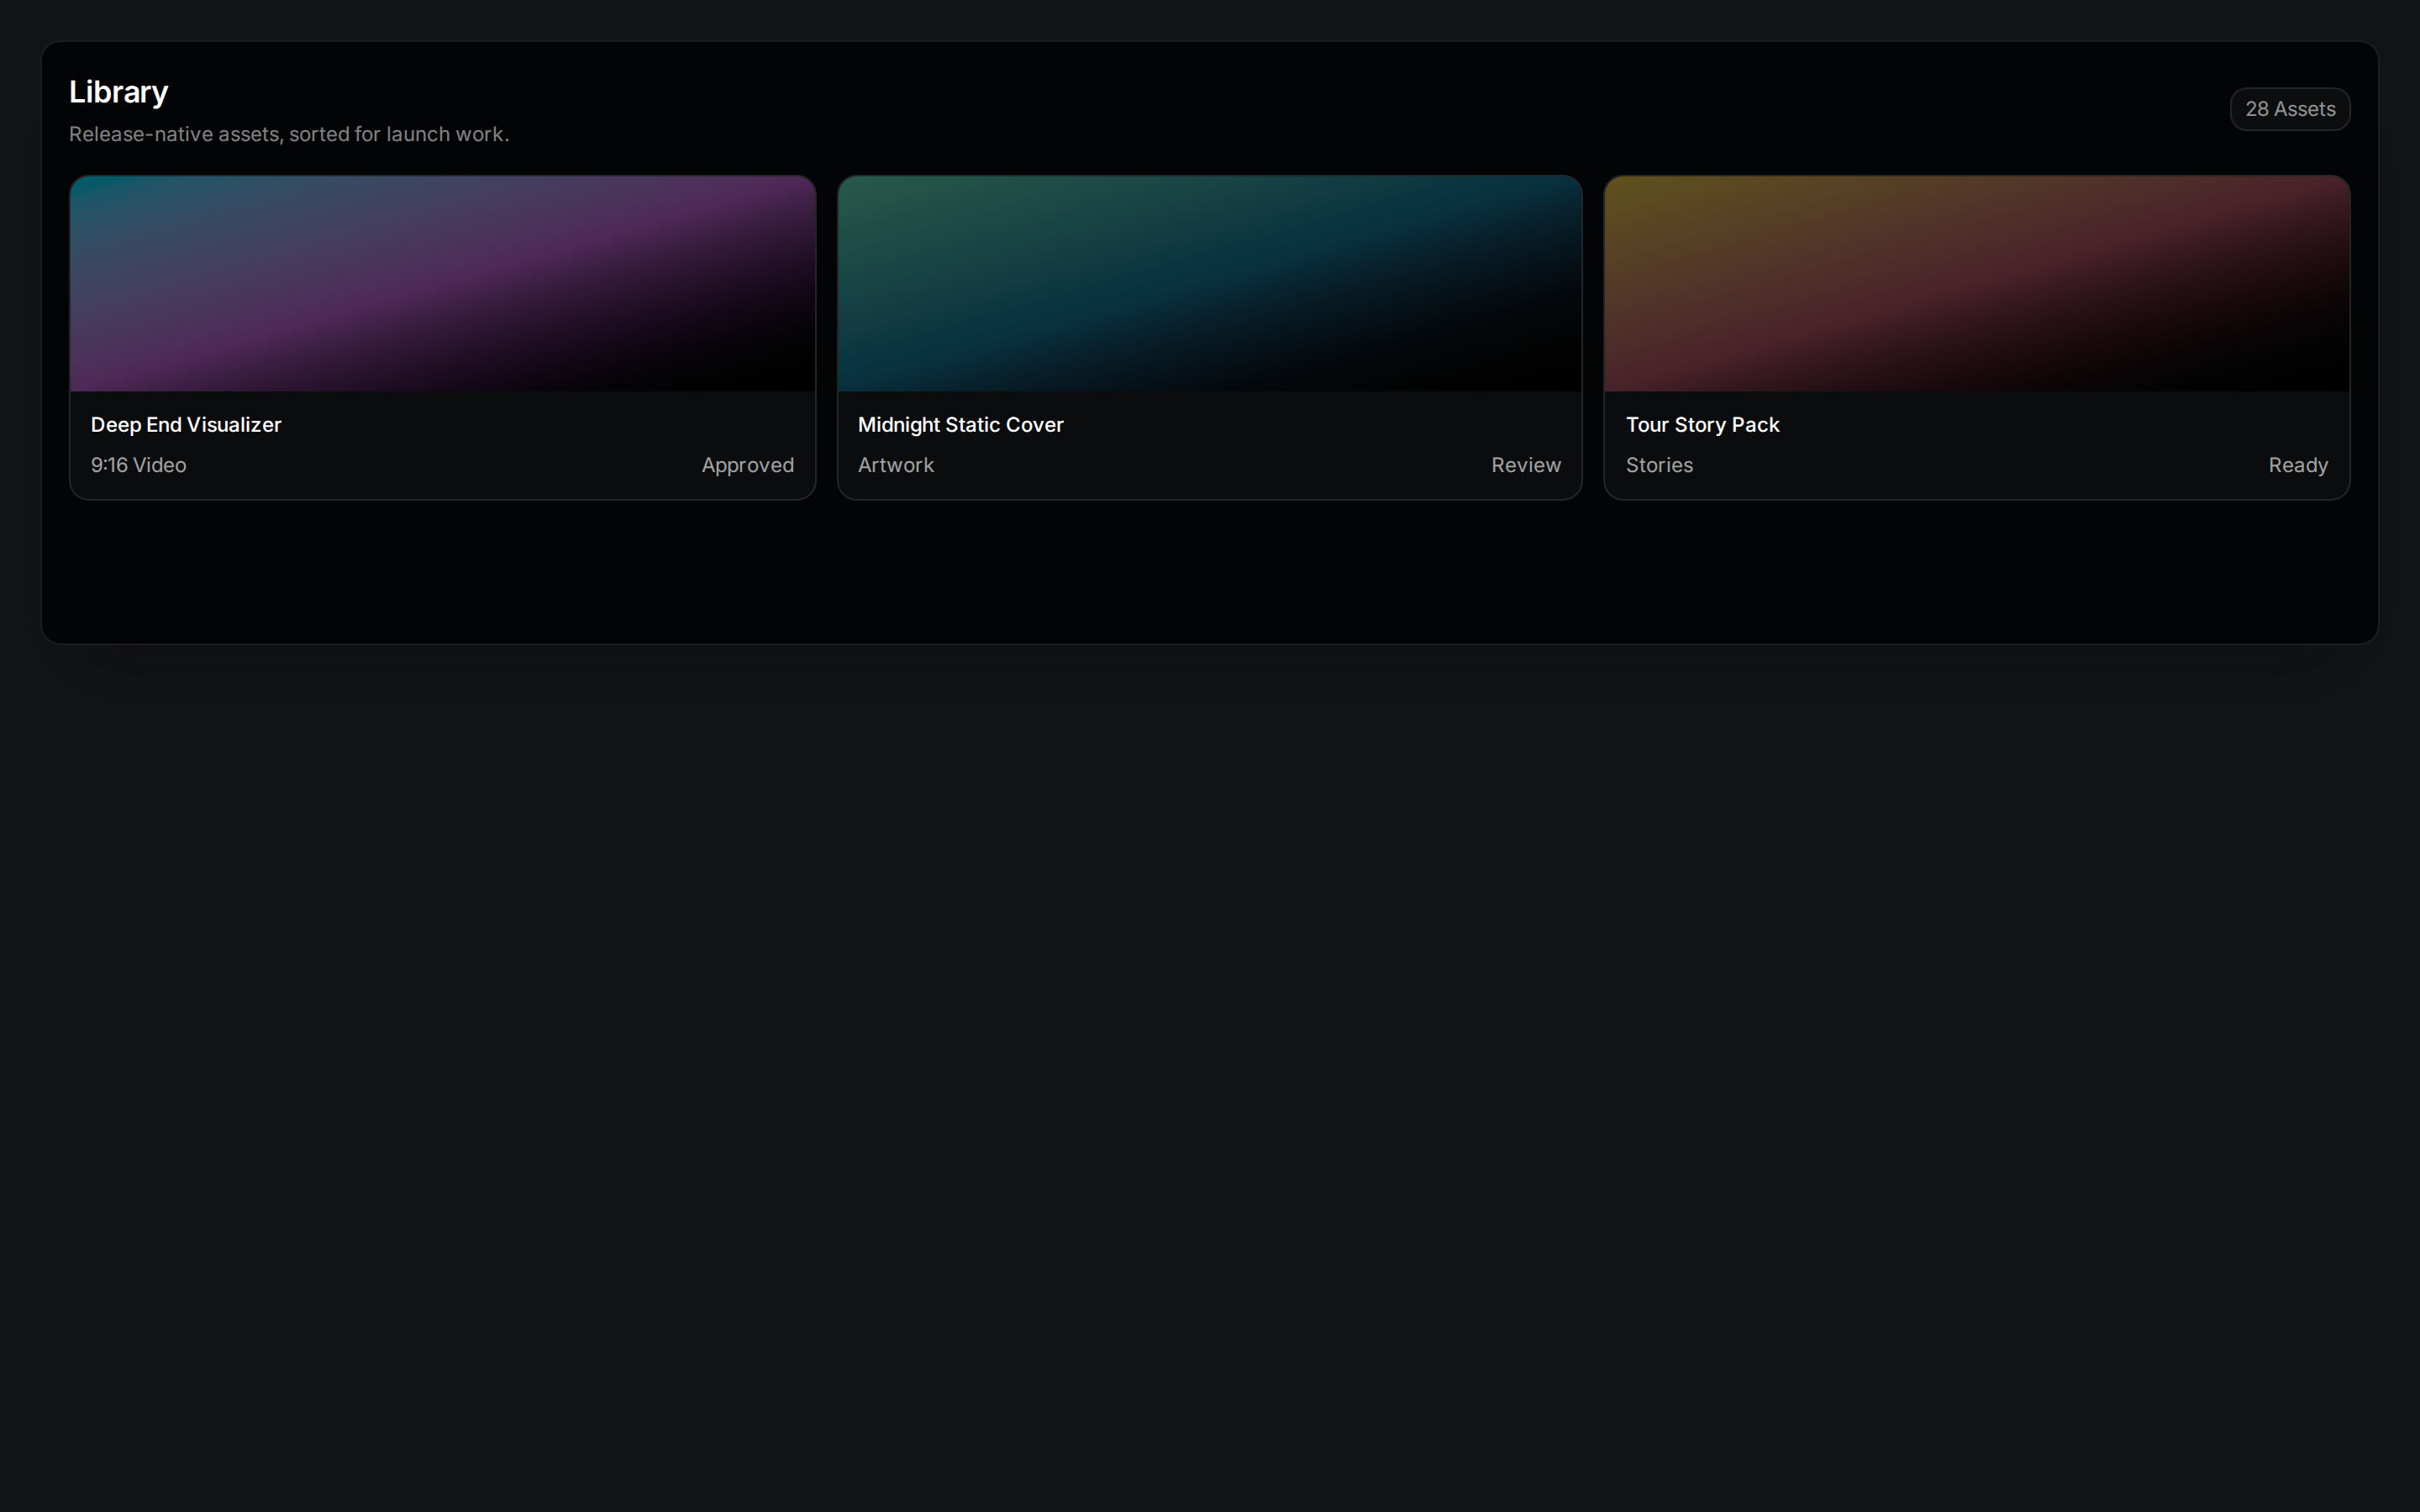 Library
Release-native assets, sorted for launch work.
28 Assets
Deep End Visualizer
9:16 Video
Approved
Midnight Static Cover
Artwork
Review
Tour Story Pack
Stories
Ready